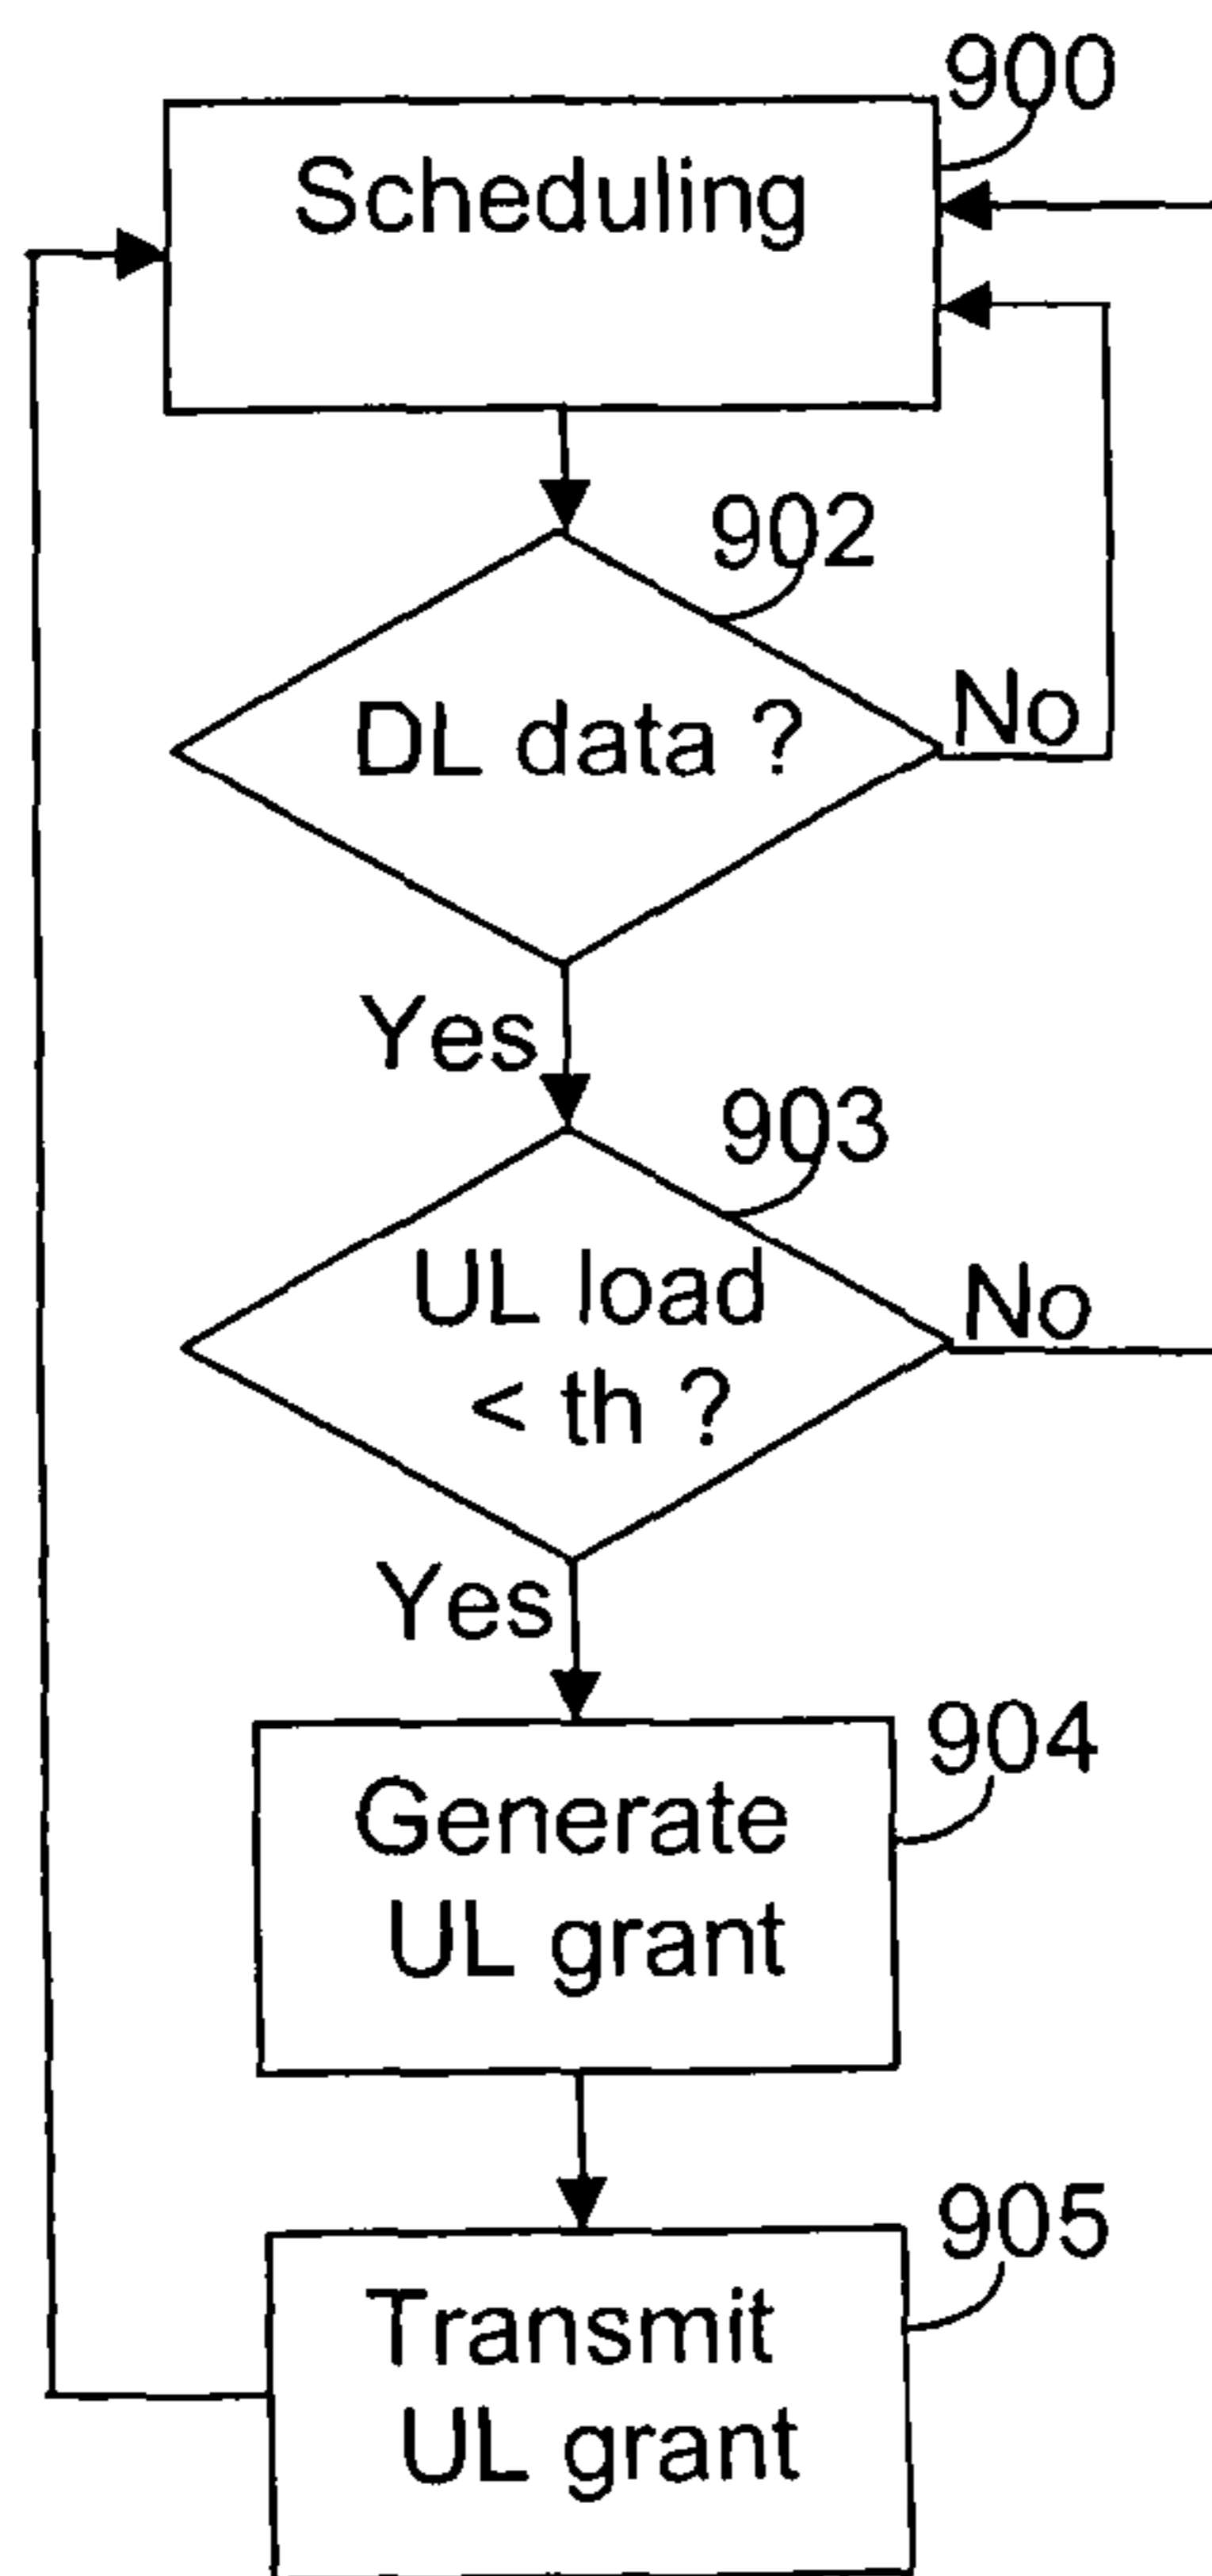 900
Scheduling
902
DL data ?
No
Yes
903
UL load
< th ?
No
Yes
904
Generate
UL grant
905
Transmit
UL grant